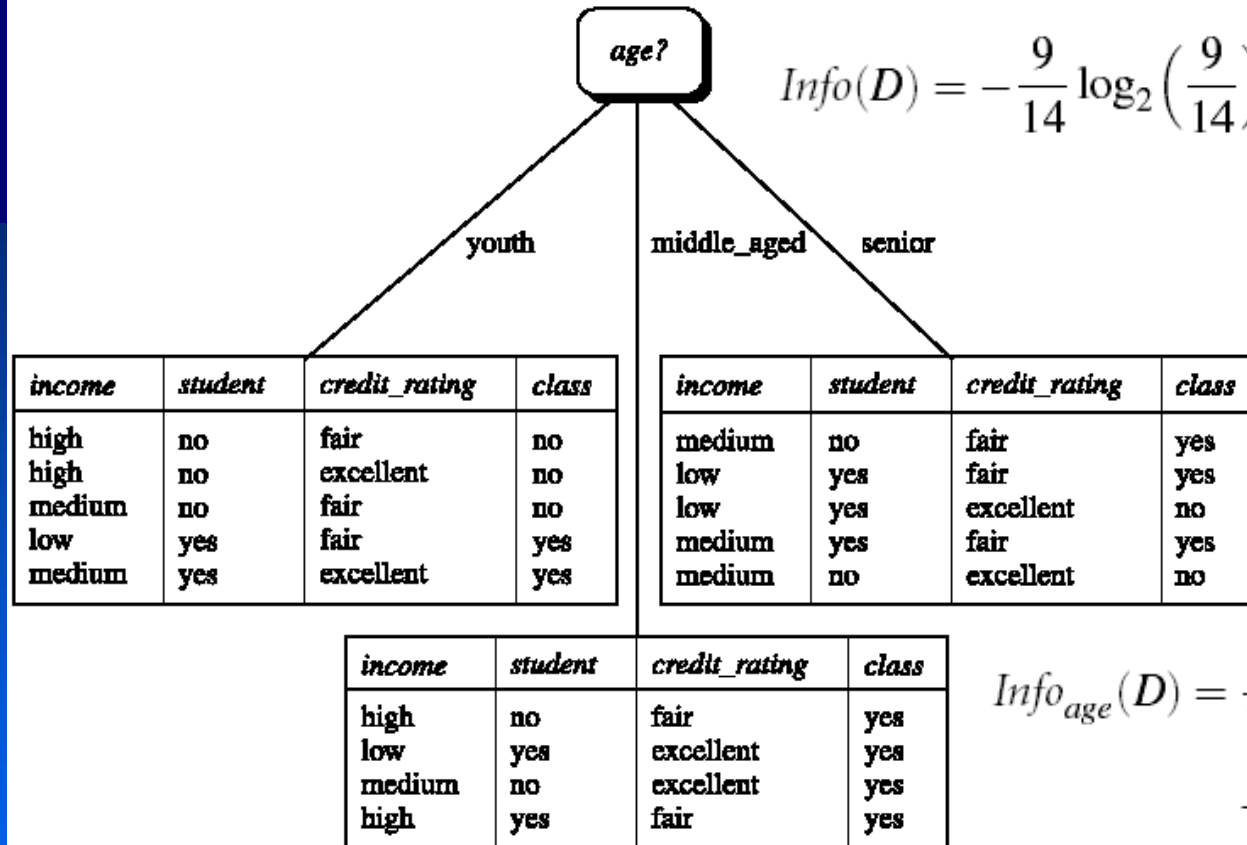 age?
Info(D) = −9/14 log₂(9/14)
youth
middle_aged
senior
income student credit_rating class
high no fair no
high no excellent no
medium no fair no
low yes fair yes
medium yes excellent yes
income student credit_rating class
medium no fair yes
low yes fair yes
low yes excellent no
medium yes fair yes
medium no excellent no
income student credit_rating class
high no fair yes
low yes excellent yes
medium no excellent yes
high yes fair yes
Info_age(D) =